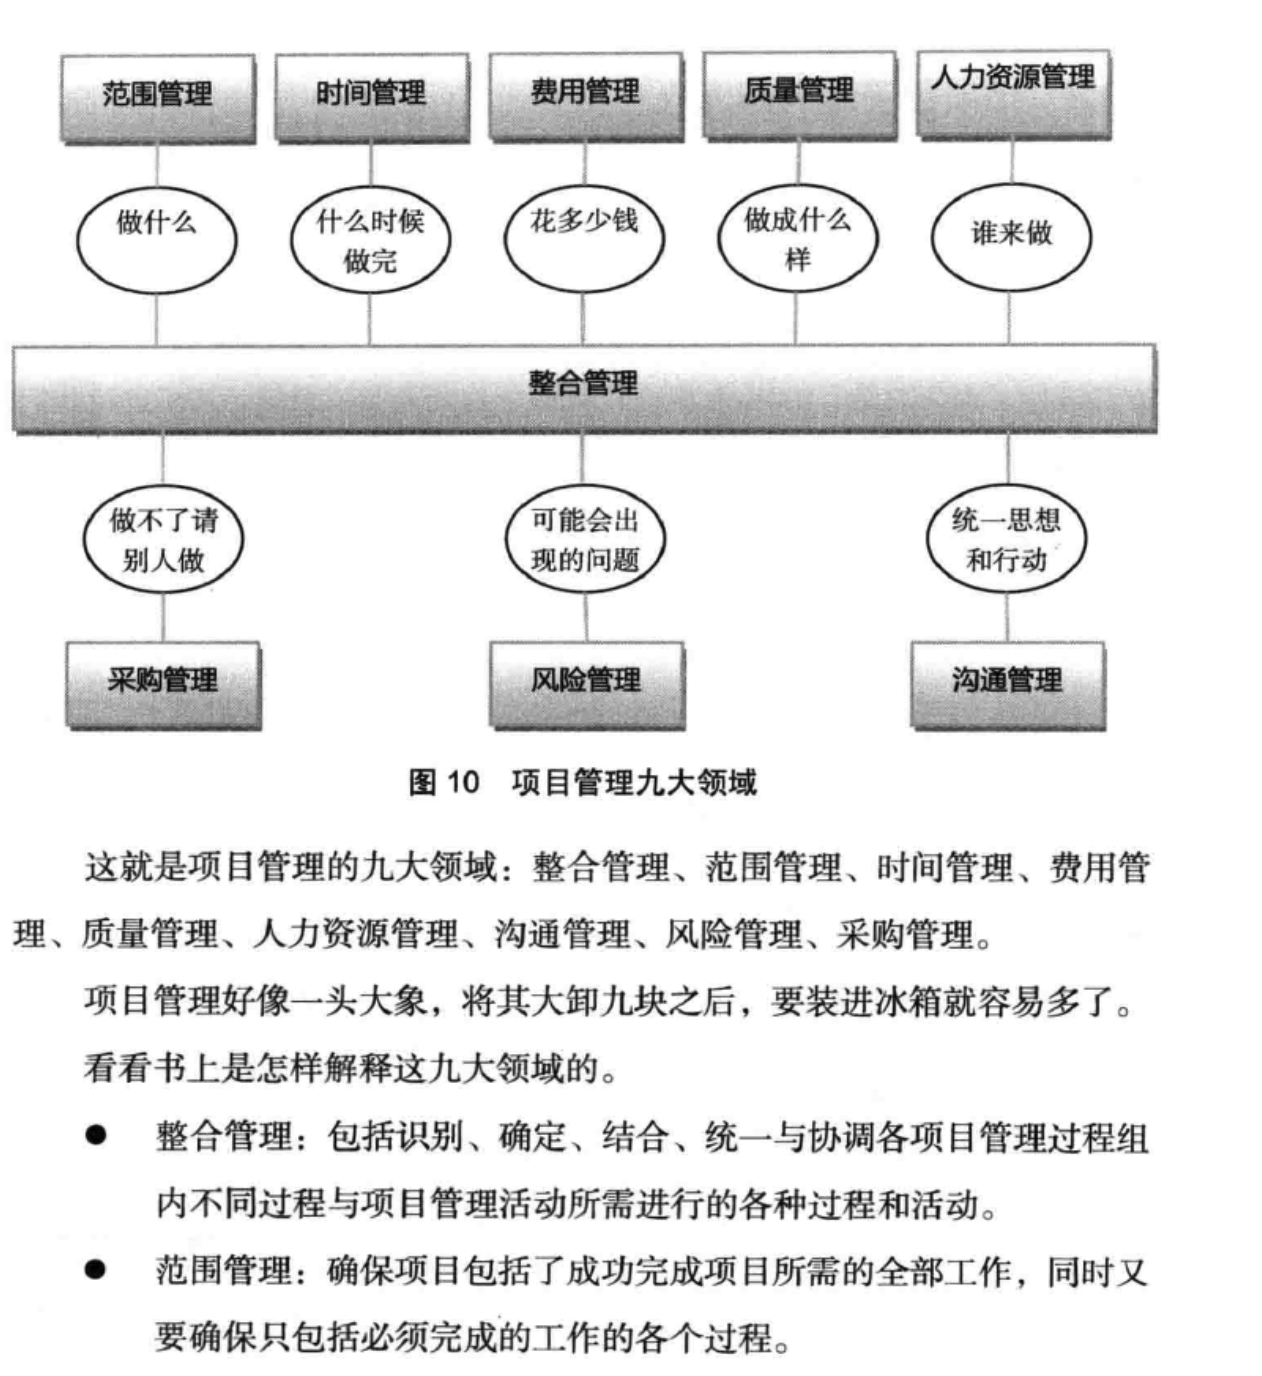 范围管理
时间管理
费用管理
质量管理
人力资源管理
做什么
什么时候
做完
花多少钱
做成什么
样
谁来做
整合管理
做不了请
别人做
可能会出
现的问题
统一思想
和行动
采购管理
风险管理
沟通管理
图 10 项目管理九大领域
这就是项目管理的九大领域：整合管理、范围管理、时间管理、费用管
理、质量管理、人力资源管理、沟通管理、风险管理、采购管理。
项目管理好像一头大象，将其大卸九块之后，要装进冰箱就容易多了。
看看书上是怎样解释这九大领域的。
● 整合管理：包括识别、确定、结合、统一与协调各项目管理过程组
内不同过程与项目管理活动所需进行的各种过程和活动。
● 范围管理：确保项目包括了成功完成项目所需的全部工作，同时又
要确保只包括必须完成的工作的各个过程。